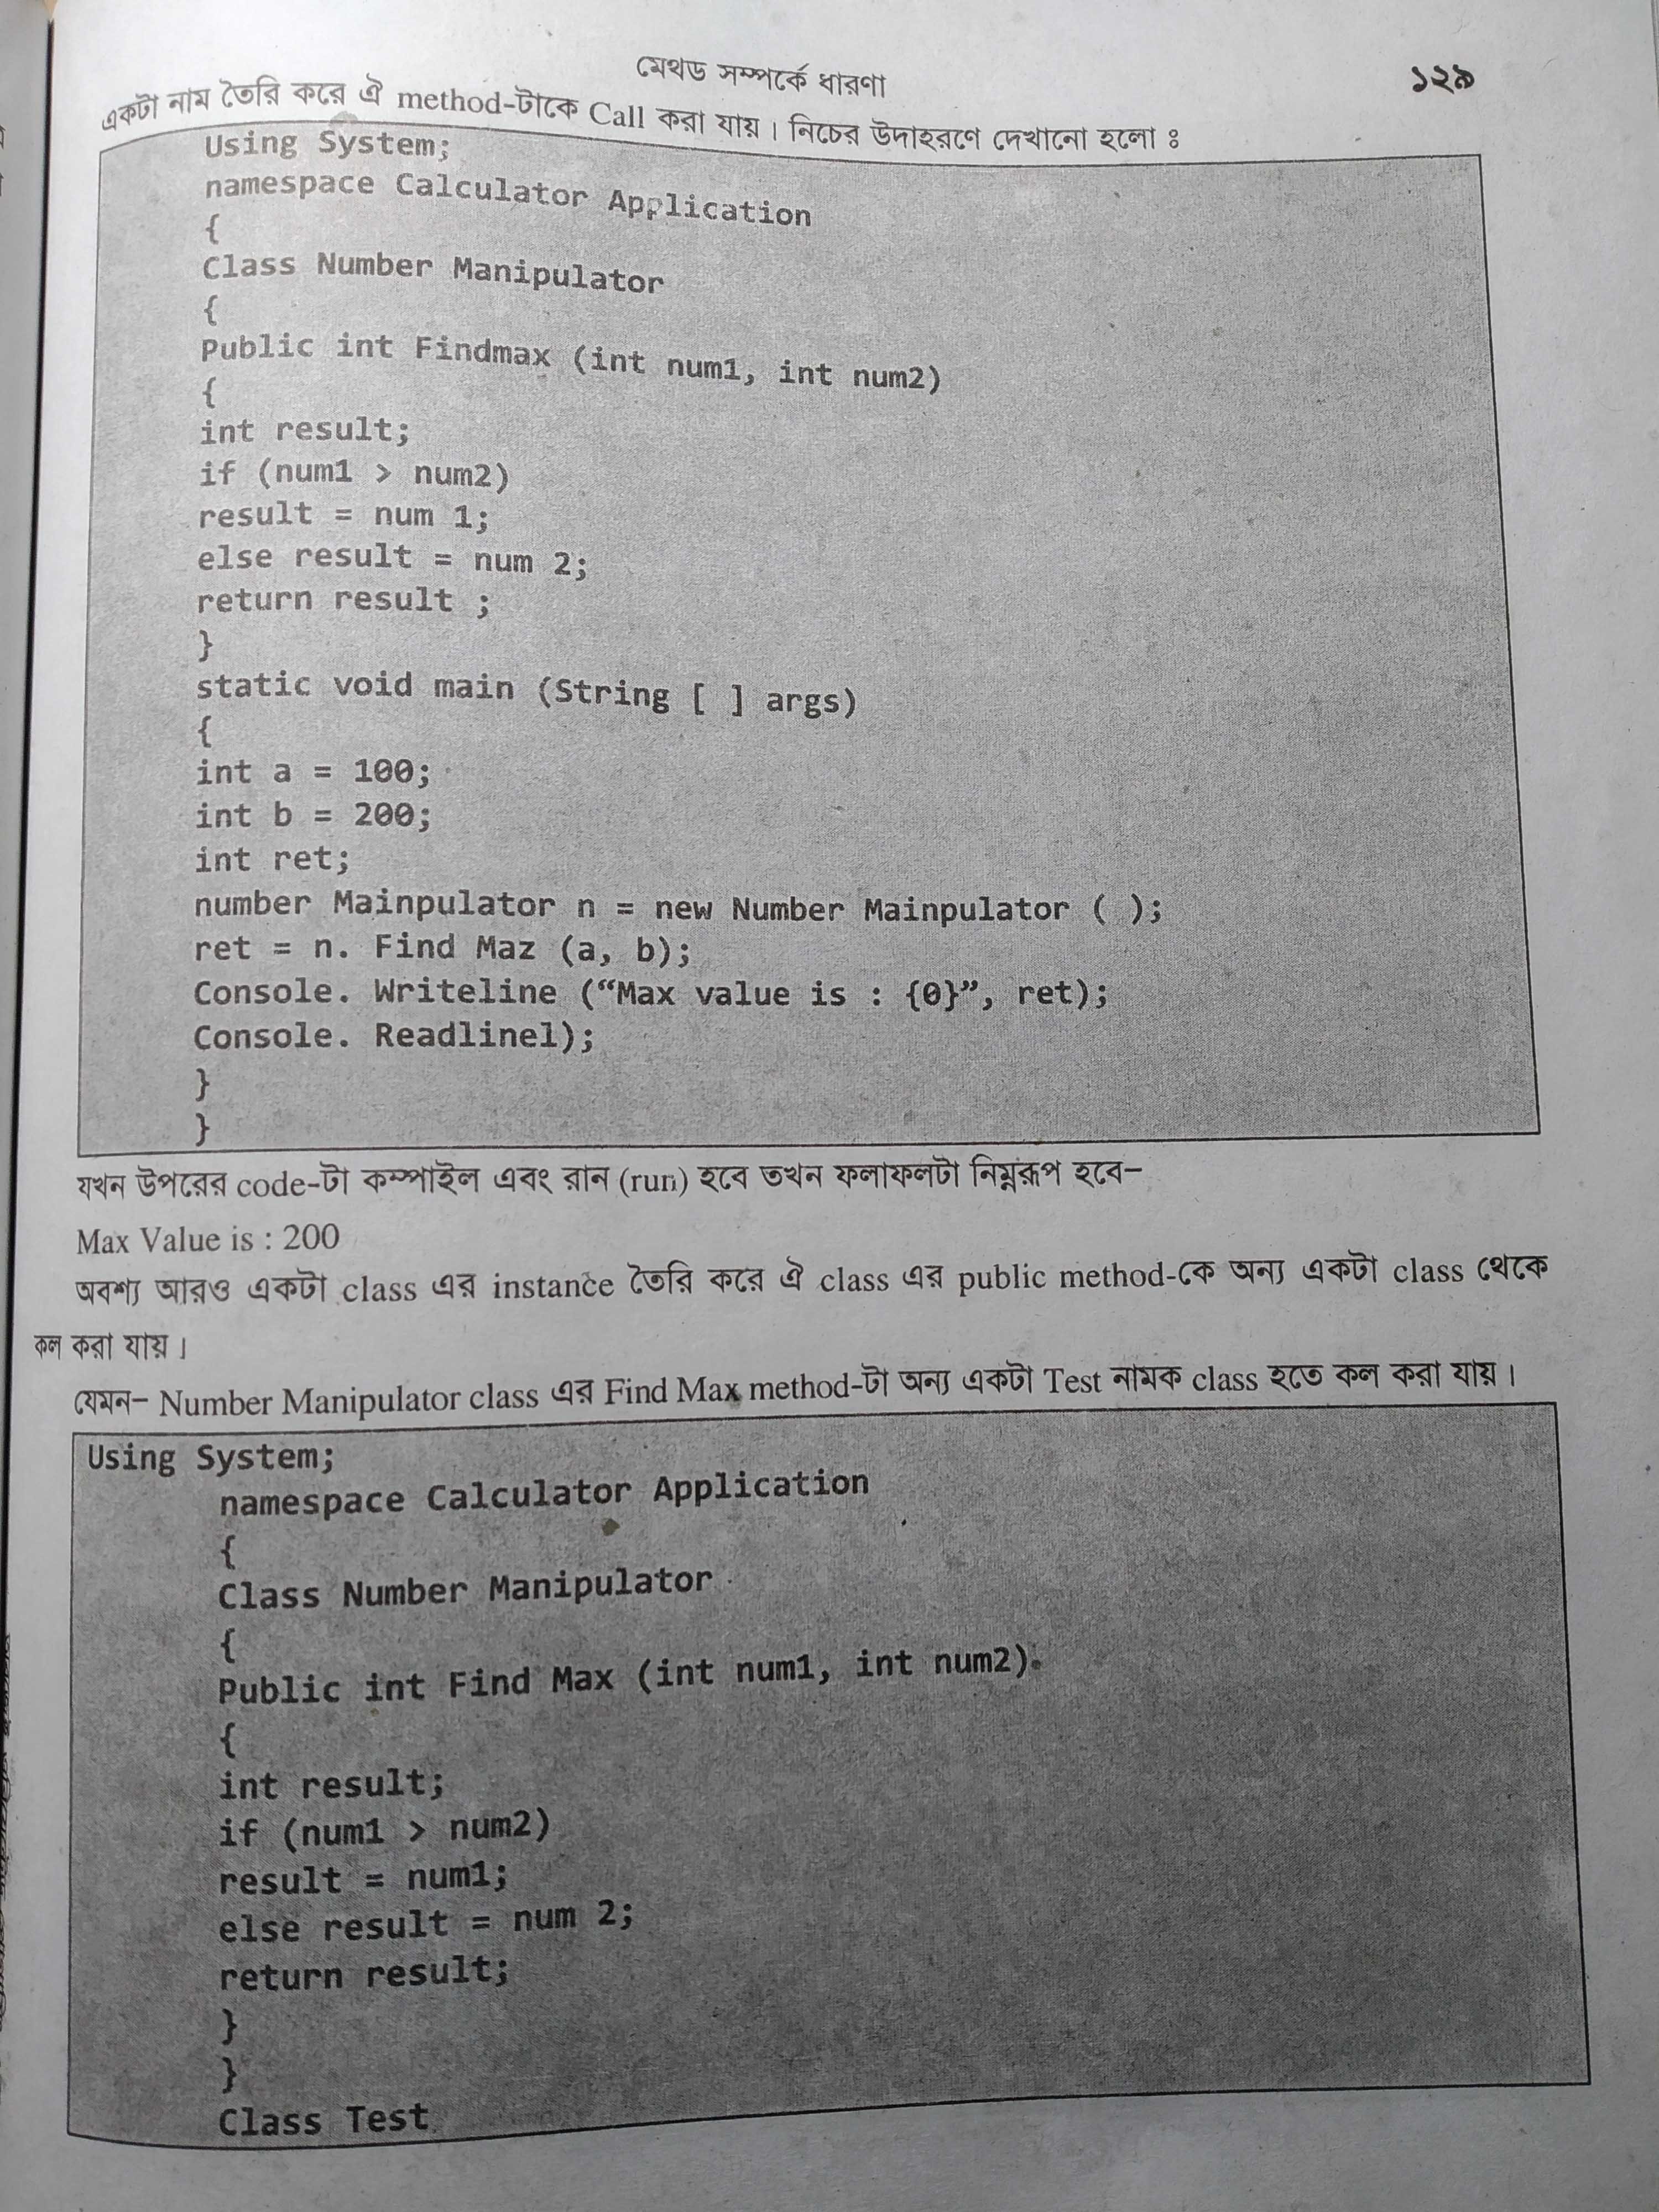 মেথড সম্পর্কে ধারণা
১২৯
একটা নাম তৈরি করে ঐ method-টাকে Call করা যায়। নিচের উদাহরণে দেখানো হলো ঃ
Using System;
namespace Calculator Application
{
Class Number Manipulator
{
Public int Findmax (int num1, int num2)
{
int result;
if (num1 > num2)
result = num 1;
else result = num 2;
return result ;
}
static void main (String [ ] args)
{
int a = 100;
int b = 200;
int ret;
number Mainpulator n = new Number Mainpulator ( );
ret = n. Find Maz (a, b);
Console. Writeline (“Max value is : {0}”, ret);
Console. Readlinel);
}
}
যখন উপরের code-টা কম্পাইল এবং রান (run) হবে তখন ফলাফলটা নিম্নরূপ হবে–
Max Value is : 200
অবশ্য আরও একটা class এর instance তৈরি করে ঐ class এর public method-কে অন্য একটা class থেকে
কল করা যায়।
যেমন– Number Manipulator class এর Find Max method-টা অন্য একটা Test নামক class হতে কল করা যায়।
Using System;
namespace Calculator Application
{
Class Number Manipulator
{
Public int Find Max (int num1, int num2)
{
int result;
if (num1 > num2)
result = num1;
else result = num 2;
return result;
}
}
Class Test